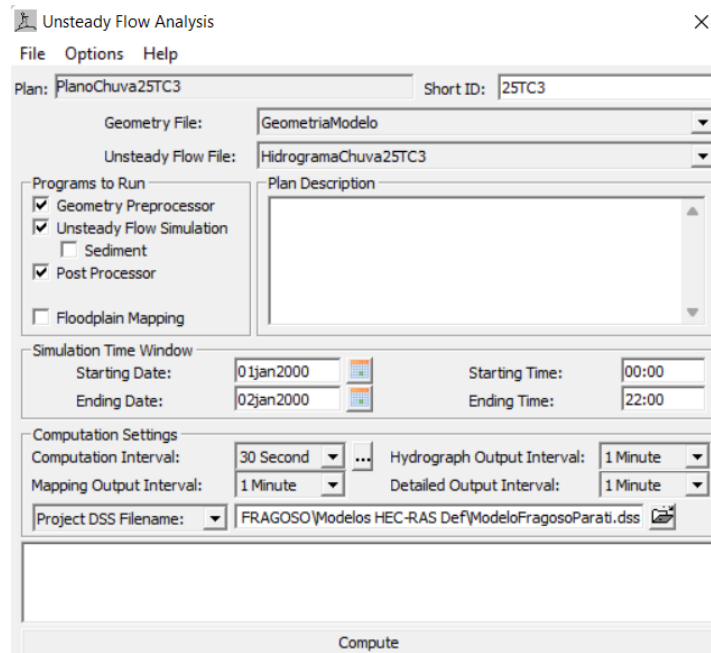 Unsteady Flow Analysis
File Options Help
Plan: PlanoChuva25TC3 Short ID: 25TC3
Geometry File: GeometriaModelo
Unsteady Flow File: HidrogramaChuva25TC3
Programs to Run Plan Description
Geometry Preprocessor
Unsteady Flow Simulation
Sediment
Post Processor
Floodplain Mapping
Simulation Time Window
Starting Date: 01jan2000 Starting Time: 00:00
Ending Date: 02jan2000 Ending Time: 22:00
Computation Settings
Computation Interval: 30 Second ... Hydrograph Output Interval: 1 Minute
Mapping Output Interval: 1 Minute Detailed Output Interval: 1 Minute
Project DSS Filename: FRAGOSO\Modelos HEC-RAS Def\ModeloFragosoParati.dss
Compute